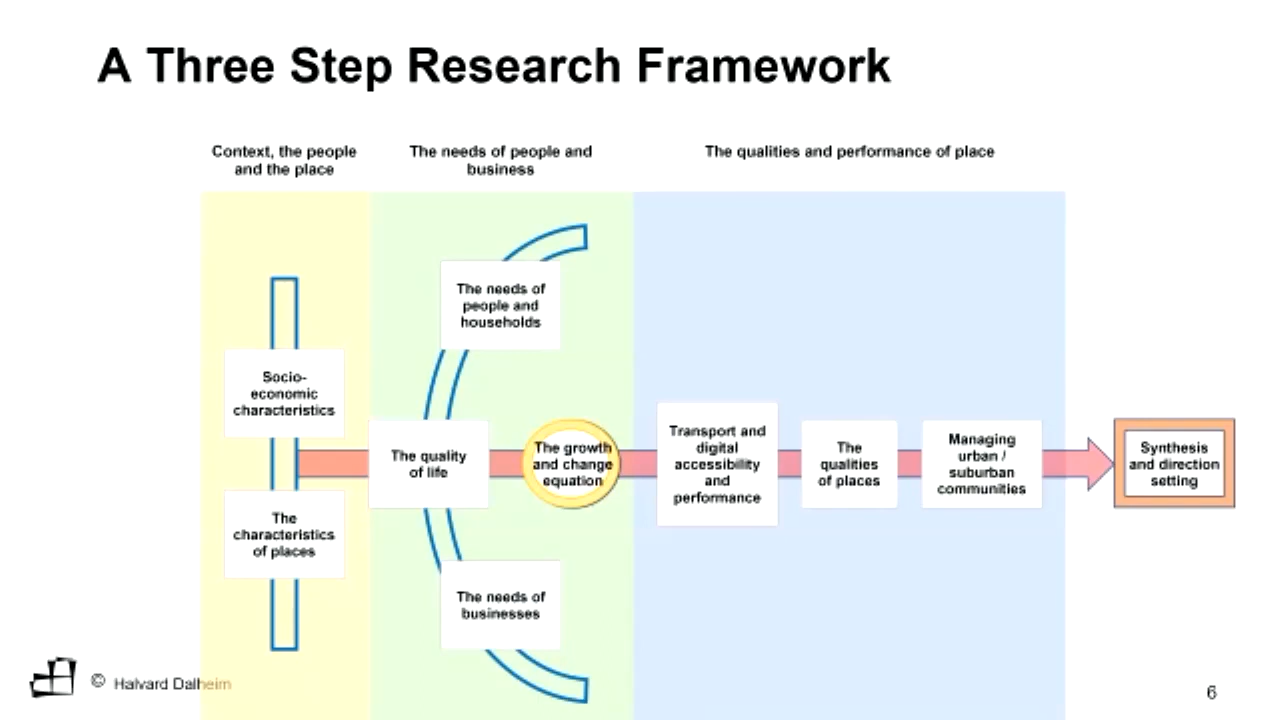 A Three Step Research Framework
Context, the people
and the place
The needs of people and
business
The qualities and performance of place
The needs of
people and
households
Socio-
economic
characteristics
The quality
of life
The growth
and change
equation
Transport and
digital
accessibility
and
performance
The
qualities
of places
Managing
urban /
suburban
communities
Synthesis
and direction
setting
The
characteristics
of places
The needs of
businesses
© Halvard Dalheim
6